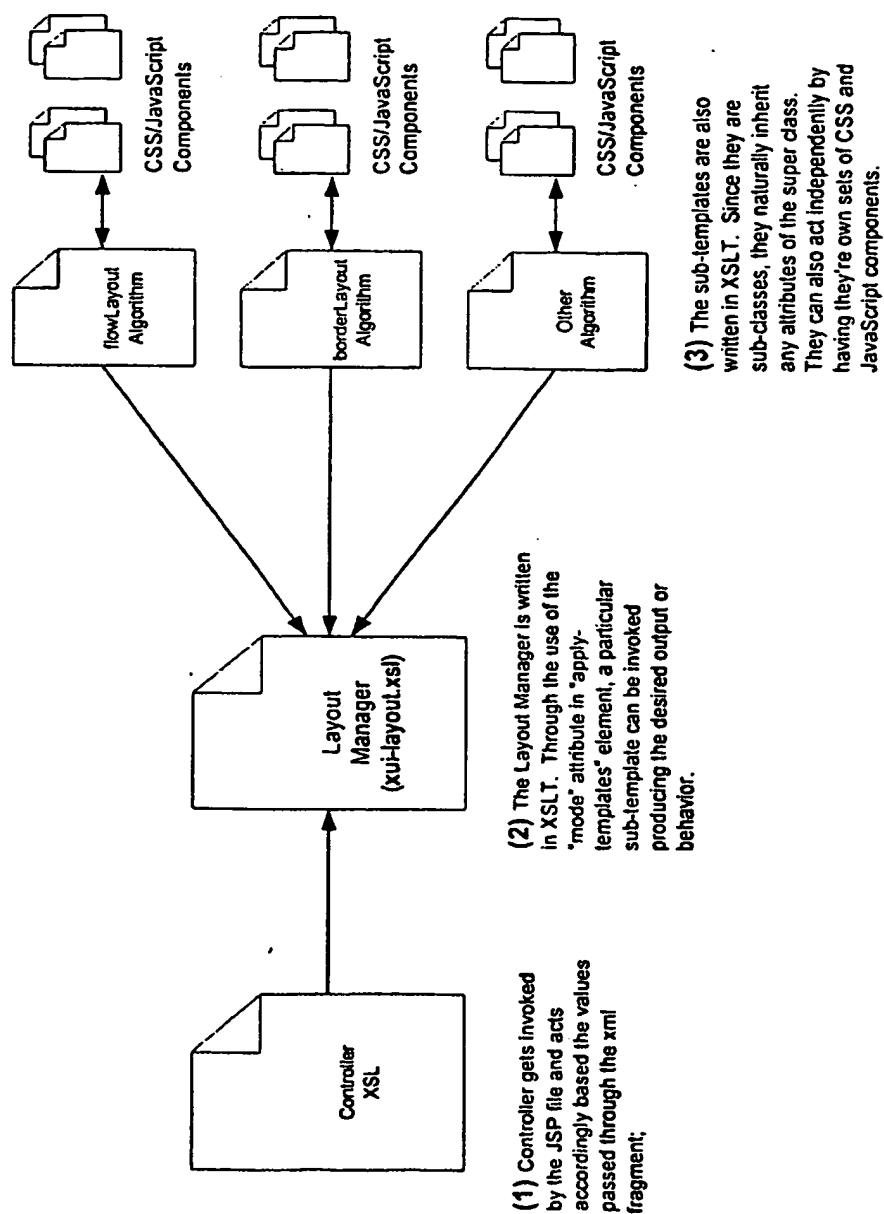 Controller
XSL
(1) Controller gets invoked
by the JSP file and acts
accordingly based the values
passed through the xml
fragment;
Layout
Manager
(xui-layout.xsl)
(2) The Layout Manager is written
in XSLT. Through the use of the
"mode" attribute in "apply-
templates" element, a particular
sub-template can be invoked
producing the desired output or
behavior.
flowLayout
Algorithm
CSS/JavaScript
Components
borderLayout
Algorithm
CSS/JavaScript
Components
Other
Algorithm
CSS/JavaScript
Components
(3) The sub-templates are also
written in XSLT. Since they are
sub-classes, they naturally inherit
any attributes of the super class.
They can also act independently by
having they're own sets of CSS and
JavaScript components.